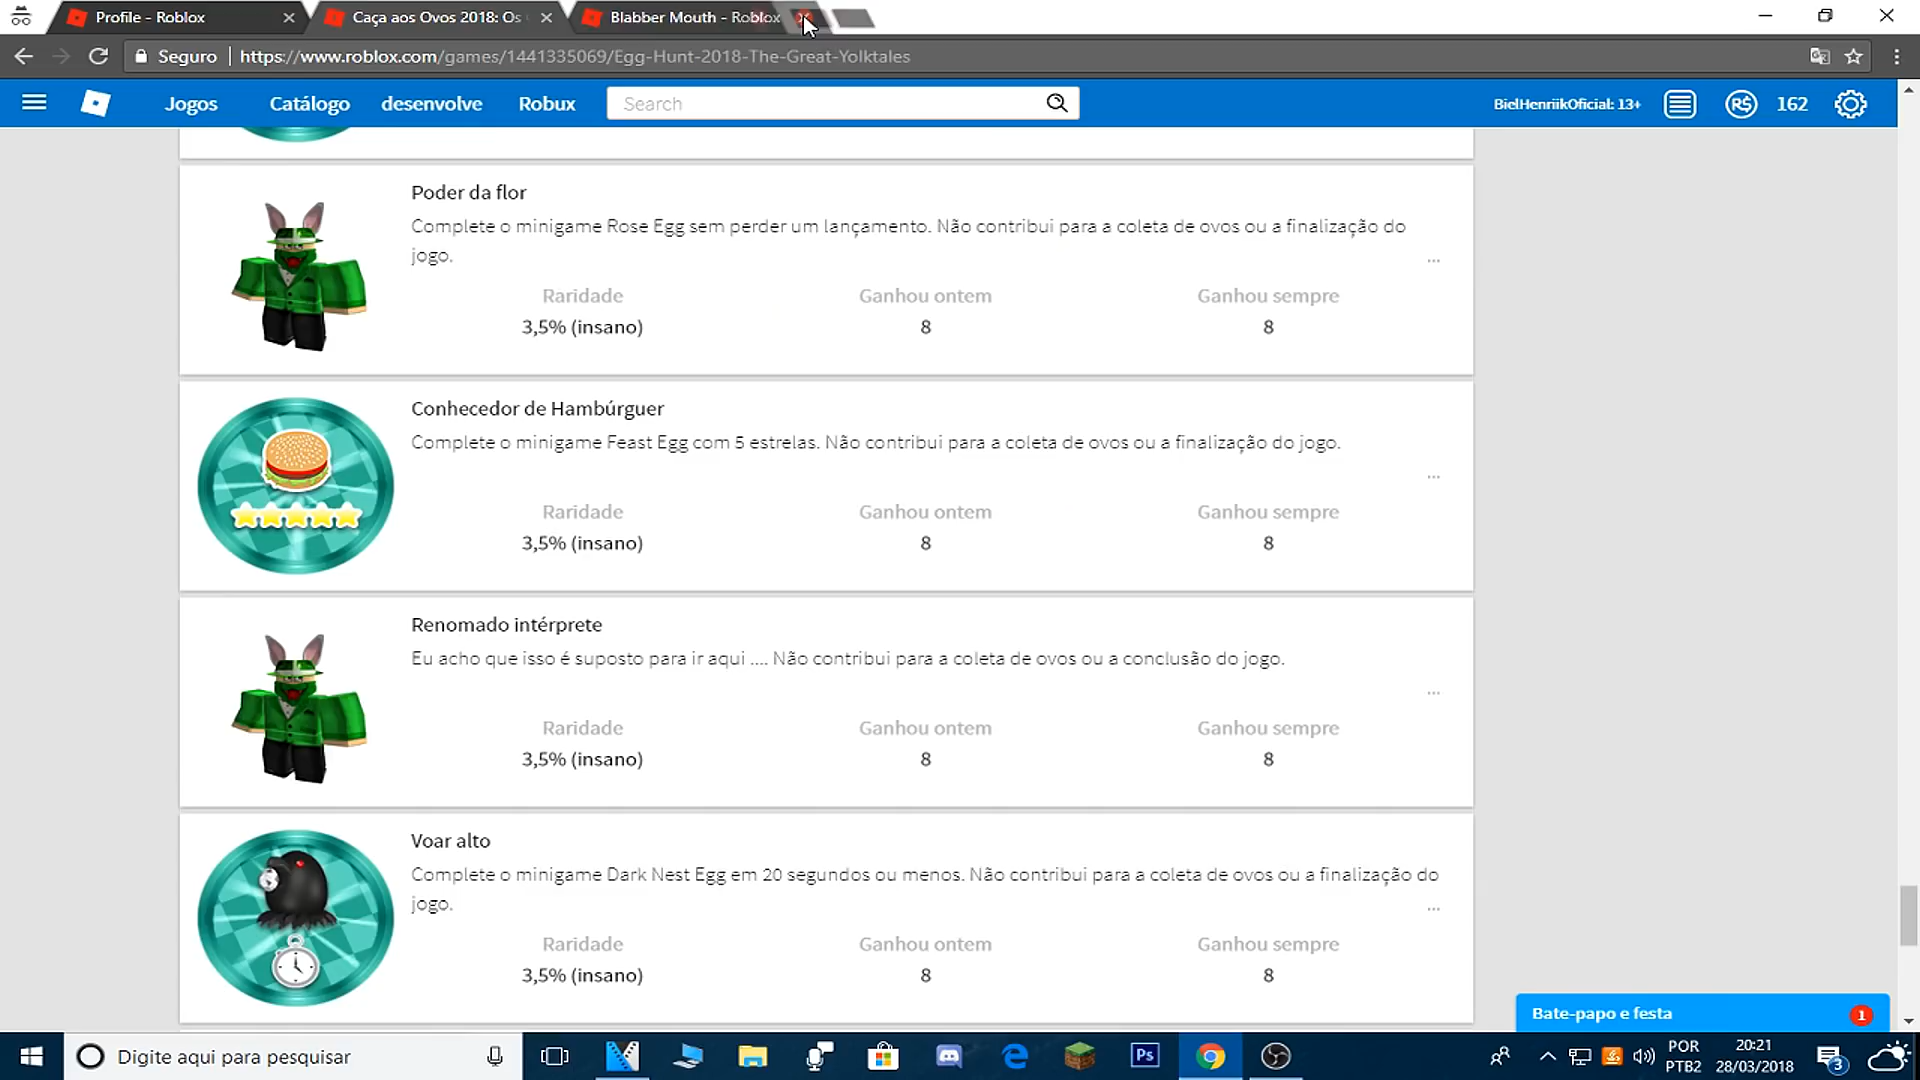 Profile - Roblox
Caça aos Ovos 2018: Os
Blabber Mouth - Roblox
Seguro
https://www.roblox.com/games/1441335069/Egg-Hunt-2018-The-Great-Yolktales
Jogos
Catálogo
desenvolve
Robux
Search
BielHenriikOficial: 13+
R$
162
Poder da flor
Complete o minigame Rose Egg sem perder um lançamento. Não contribui para a coleta de ovos ou a finalização do
jogo.
...
Raridade
Ganhou ontem
Ganhou sempre
3,5% (insano)
8
8
Conhecedor de Hambúrguer
Complete o minigame Feast Egg com 5 estrelas. Não contribui para a coleta de ovos ou a finalização do jogo.
...
Raridade
Ganhou ontem
Ganhou sempre
3,5% (insano)
8
8
Renomado intérprete
Eu acho que isso é suposto para ir aqui .... Não contribui para a coleta de ovos ou a conclusão do jogo.
...
Raridade
Ganhou ontem
Ganhou sempre
3,5% (insano)
8
8
Voar alto
Complete o minigame Dark Nest Egg em 20 segundos ou menos. Não contribui para a coleta de ovos ou a finalização do
jogo.
...
Raridade
Ganhou ontem
Ganhou sempre
3,5% (insano)
8
8
Bate-papo e festa
1
Digite aqui para pesquisar
Ps
POR
PTB2
20:21
28/03/2018
3